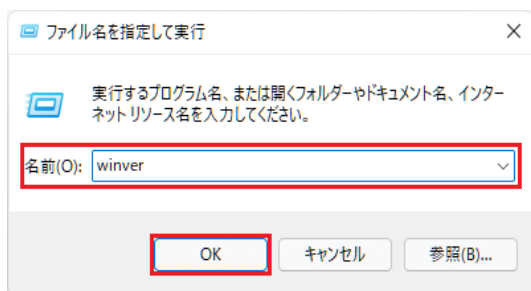 ファイル名を指定して実行
実行するプログラム名、または開くフォルダーやドキュメント名、インター
ネット リソース名を入力してください。
名前(O): winver
OK キャンセル 参照(B)...